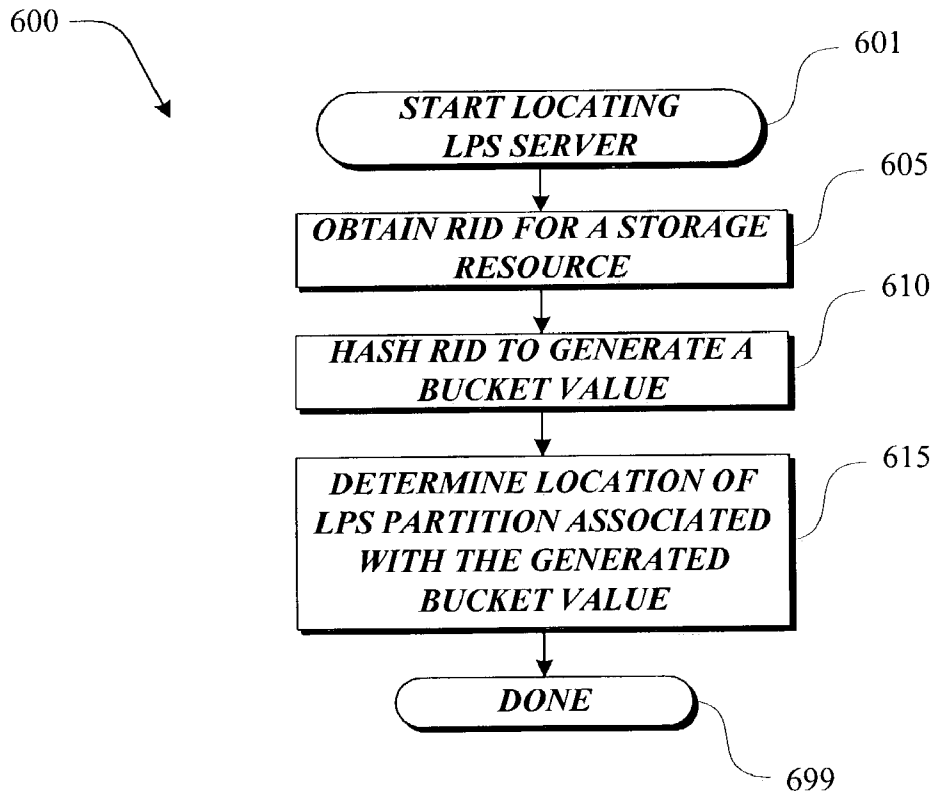 600
601
START LOCATING
LPS SERVER
605
OBTAIN RID FOR A STORAGE
RESOURCE
610
HASH RID TO GENERATE A
BUCKET VALUE
615
DETERMINE LOCATION OF
LPS PARTITION ASSOCIATED
WITH THE GENERATED
BUCKET VALUE
DONE
699